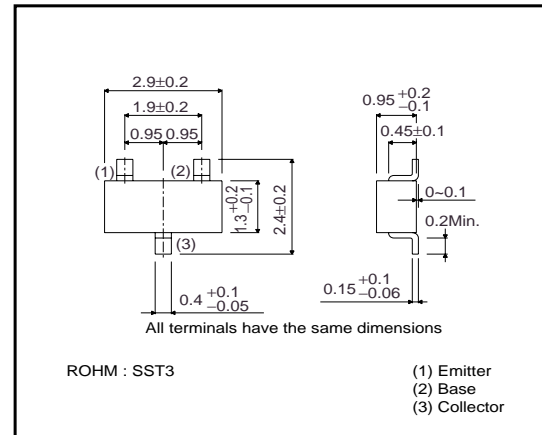 2.9±0.2
1.9±0.2
0.95 0.95
(1)
(2)
(3)
1.3 +0.2 −0.1
2.4±0.2
0.4 +0.1 −0.05
0.95 +0.2 −0.1
0.45±0.1
0~0.1
0.2Min.
0.15 +0.1 −0.06
All terminals have the same dimensions
ROHM : SST3
(1) Emitter
(2) Base
(3) Collector